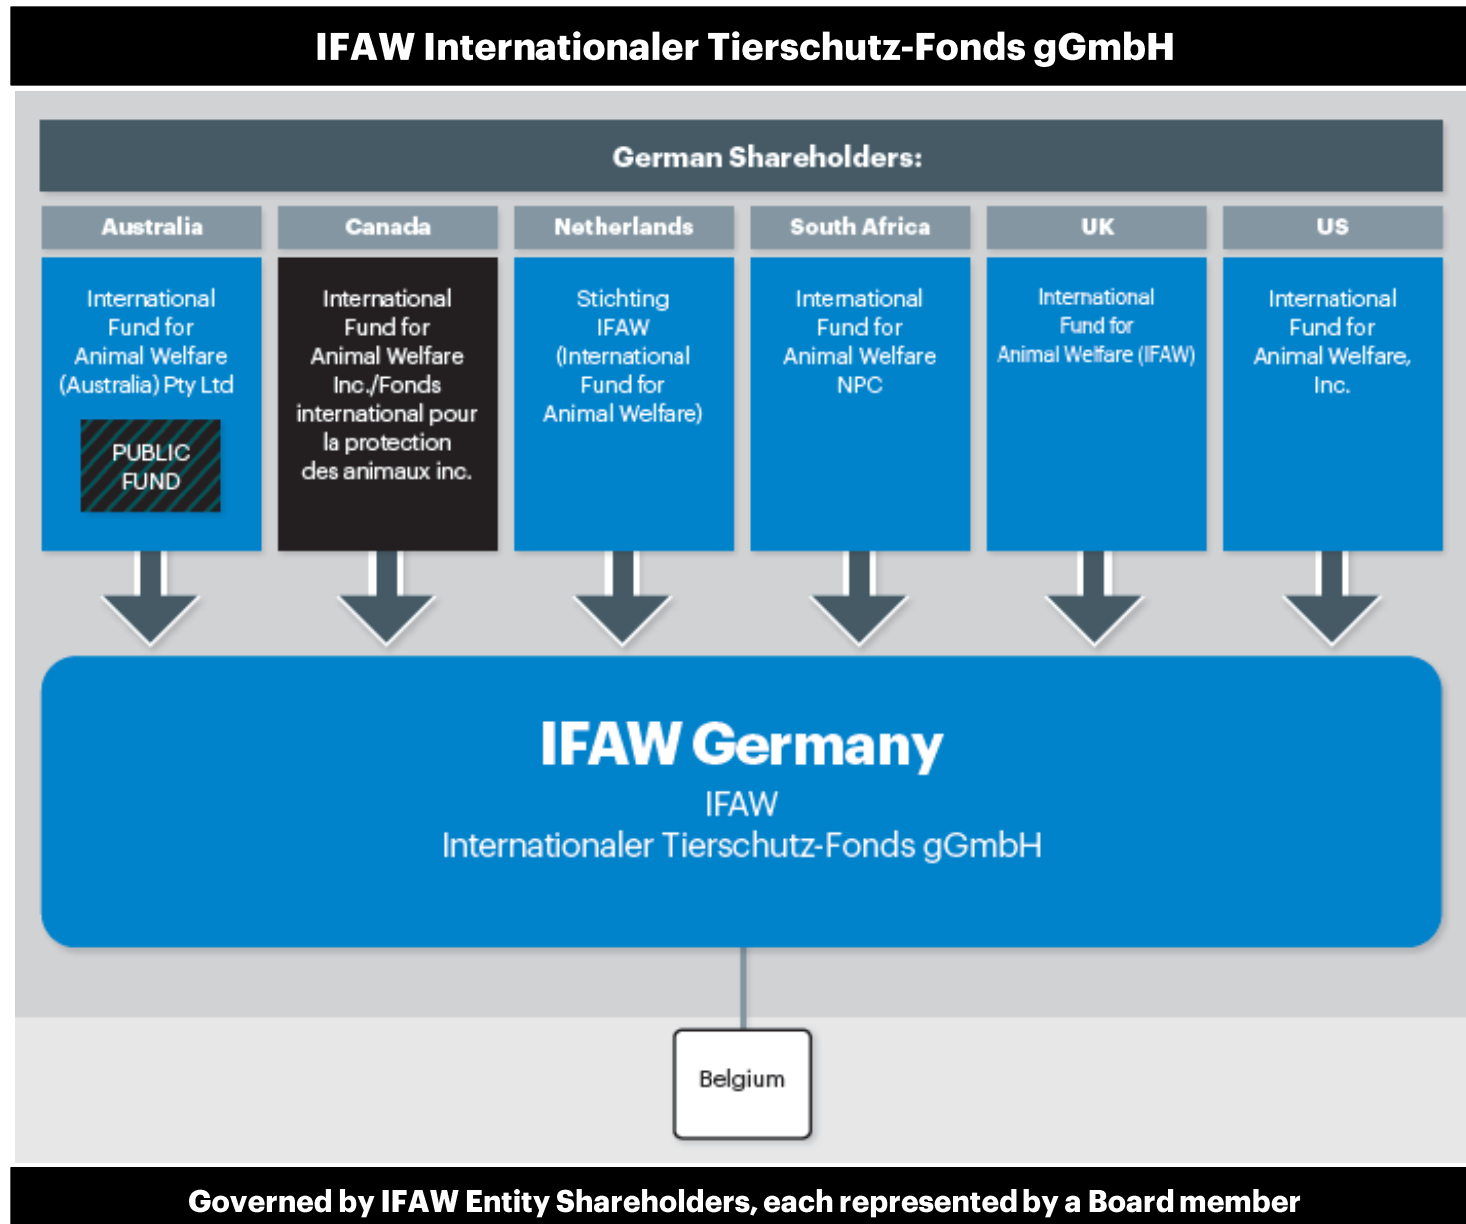 IFAW Internationaler Tierschutz-Fonds gGmbH
German Shareholders:
Australia
International
Fund for
Animal Welfare
(Australia) Pty Ltd
PUBLIC
FUND
Canada
International
Fund for
Animal Welfare
Inc./Fonds
international pour
la protection
des animaux inc.
Netherlands
Stichting
IFAW
(International
Fund for
Animal Welfare)
South Africa
International
Fund for
Animal Welfare
NPC
UK
International
Fund for
Animal Welfare (IFAW)
US
International
Fund for
Animal Welfare,
Inc.
IFAW Germany
IFAW
Internationaler Tierschutz-Fonds gGmbH
Belgium
Governed by IFAW Entity Shareholders, each represented by a Board member